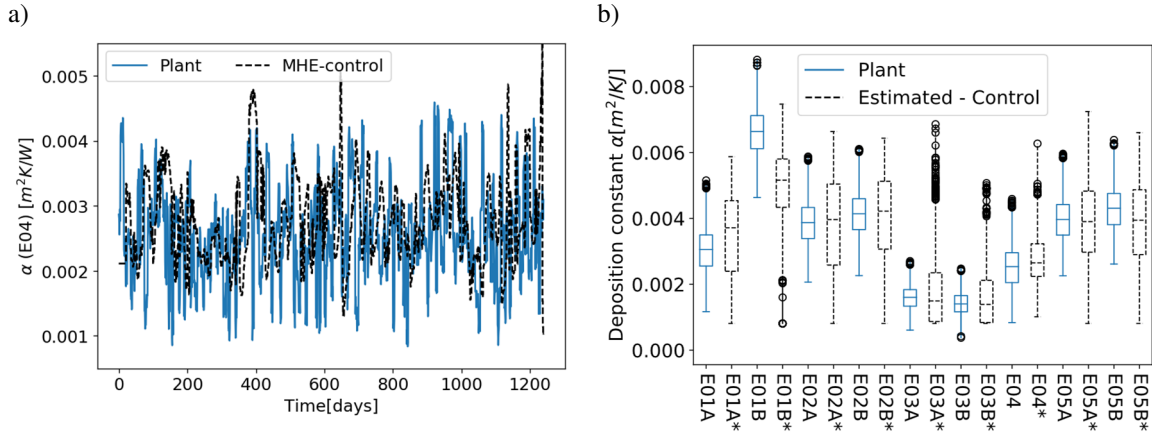 a)
α (E04) [m²K/W]
0.005
0.004
0.003
0.002
0.001
Plant
MHE-control
0
200
400
600
800
1000
1200
Time[days]
b)
Deposition constant α[m²/KJ]
0.008
0.006
0.004
0.002
0.000
Plant
Estimated - Control
E01A
E01A*
E01B
E01B*
E02A
E02A*
E02B
E02B*
E03A
E03A*
E03B
E03B*
E04
E04*
E05A
E05A*
E05B
E05B*